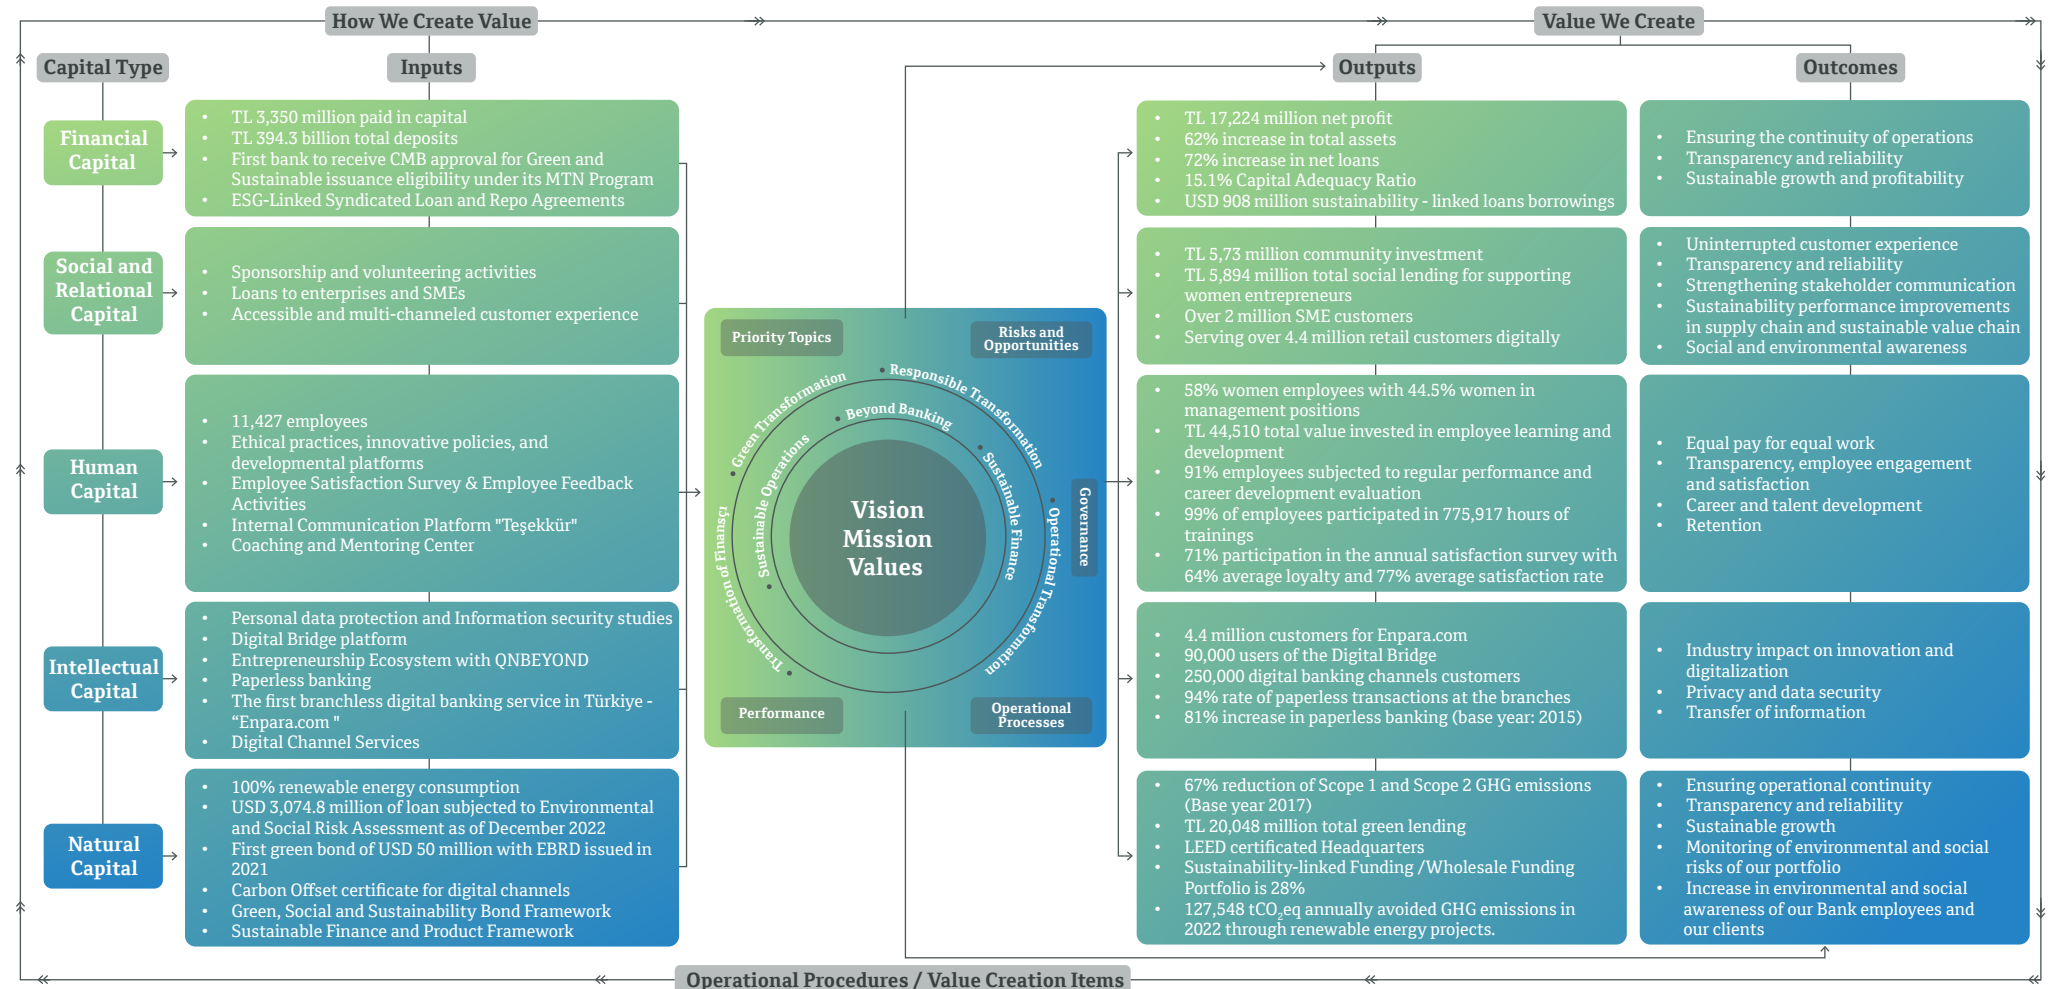 How We Create Value
Value We Create
Capital Type
Inputs
Outputs
Outcomes
Financial
Capital
• TL 3,350 million paid in capital
• TL 394.3 billion total deposits
• First bank to receive CMB approval for Green and
Sustainable issuance eligibility under its MTN Program
• ESG-Linked Syndicated Loan and Repo Agreements
• TL 17,224 million net profit
• 62% increase in total assets
• 72% increase in net loans
• 15.1% Capital Adequacy Ratio
• USD 908 million sustainability - linked loans borrowings
• Ensuring the continuity of operations
• Transparency and reliability
• Sustainable growth and profitability
Social and
Relational
Capital
• Sponsorship and volunteering activities
• Loans to enterprises and SMEs
• Accessible and multi-channeled customer experience
• TL 5,73 million community investment
• TL 5,894 million total social lending for supporting
women entrepreneurs
• Over 2 million SME customers
• Serving over 4.4 million retail customers digitally
• Uninterrupted customer experience
• Transparency and reliability
• Strengthening stakeholder communication
• Sustainability performance improvements
in supply chain and sustainable value chain
• Social and environmental awareness
Human
Capital
• 11,427 employees
• Ethical practices, innovative policies, and
developmental platforms
• Employee Satisfaction Survey & Employee Feedback
Activities
• Internal Communication Platform "Teşekkür"
• Coaching and Mentoring Center
• 58% women employees with 44.5% women in
management positions
• TL 44,510 total value invested in employee learning and
development
• 91% employees subjected to regular performance and
career development evaluation
• 99% of employees participated in 775,917 hours of
trainings
• 71% participation in the annual satisfaction survey with
64% average loyalty and 77% average satisfaction rate
• Equal pay for equal work
• Transparency, employee engagement
and satisfaction
• Career and talent development
• Retention
Intellectual
Capital
• Personal data protection and Information security studies
• Digital Bridge platform
• Entrepreneurship Ecosystem with QNBEYOND
• Paperless banking
• The first branchless digital banking service in Türkiye -
“Enpara.com "
• Digital Channel Services
• 4.4 million customers for Enpara.com
• 90,000 users of the Digital Bridge
• 250,000 digital banking channels customers
• 94% rate of paperless transactions at the branches
• 81% increase in paperless banking (base year: 2015)
• Industry impact on innovation and
digitalization
• Privacy and data security
• Transfer of information
Natural
Capital
• 100% renewable energy consumption
• USD 3,074.8 million of loan subjected to Environmental
and Social Risk Assessment as of December 2022
• First green bond of USD 50 million with EBRD issued in
2021
• Carbon Offset certificate for digital channels
• Green, Social and Sustainability Bond Framework
• Sustainable Finance and Product Framework
• 67% reduction of Scope 1 and Scope 2 GHG emissions
(Base year 2017)
• TL 20,048 million total green lending
• LEED certificated Headquarters
• Sustainability-linked Funding /Wholesale Funding
Portfolio is 28%
• 127,548 tCO₂eq annually avoided GHG emissions in
2022 through renewable energy projects.
• Ensuring operational continuity
• Transparency and reliability
• Sustainable growth
• Monitoring of environmental and social
risks of our portfolio
• Increase in environmental and social
awareness of our Bank employees and
our clients
Priority Topics
Risks and
Opportunities
Governance
Performance
Operational
Processes
• Green Transformation
• Responsible Transformation
• Operational Transformation
• Transformation of Finansçı
• Beyond Banking
• Sustainable Finance
• Sustainable Operations
Vision
Mission
Values
Operational Procedures / Value Creation Items